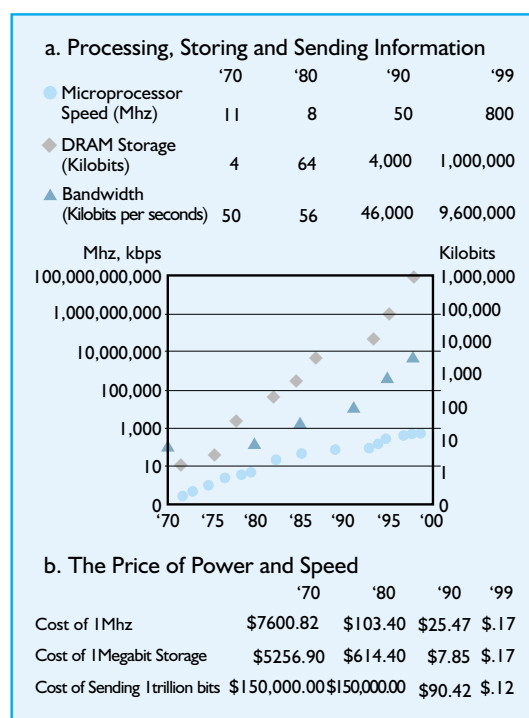 a. Processing, Storing and Sending Information
‘70 ‘80 ‘90 ‘99
Microprocessor
Speed (Mhz) 11 8 50 800
DRAM Storage
(Kilobits) 4 64 4,000 1,000,000
Bandwidth
(Kilobits per seconds) 50 56 46,000 9,600,000
Mhz, kbps Kilobits
100,000,000,000 1,000,000
1,000,000,000 100,000
10,000,000 10,000
100,000 1,000
1,000 100
10 10
0 1
0
‘70 ‘75 ‘80 ‘85 ‘90 ‘95 ‘00
b. The Price of Power and Speed
‘70 ‘80 ‘90 ‘99
Cost of 1Mhz $7600.82 $103.40 $25.47 $.17
Cost of 1Megabit Storage $5256.90 $614.40 $7.85 $.17
Cost of Sending 1trillion bits $150,000.00 $150,000.00 $90.42 $.12